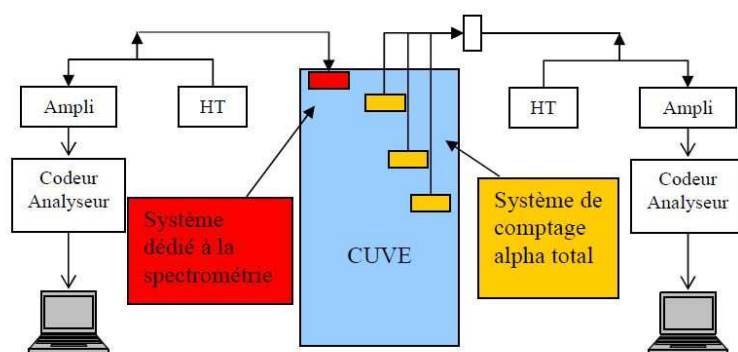 Ampli
HT
Codeur
Analyseur
Système
dédié à la
spectrométrie
CUVE
Système de
comptage
alpha total
HT
Ampli
Codeur
Analyseur